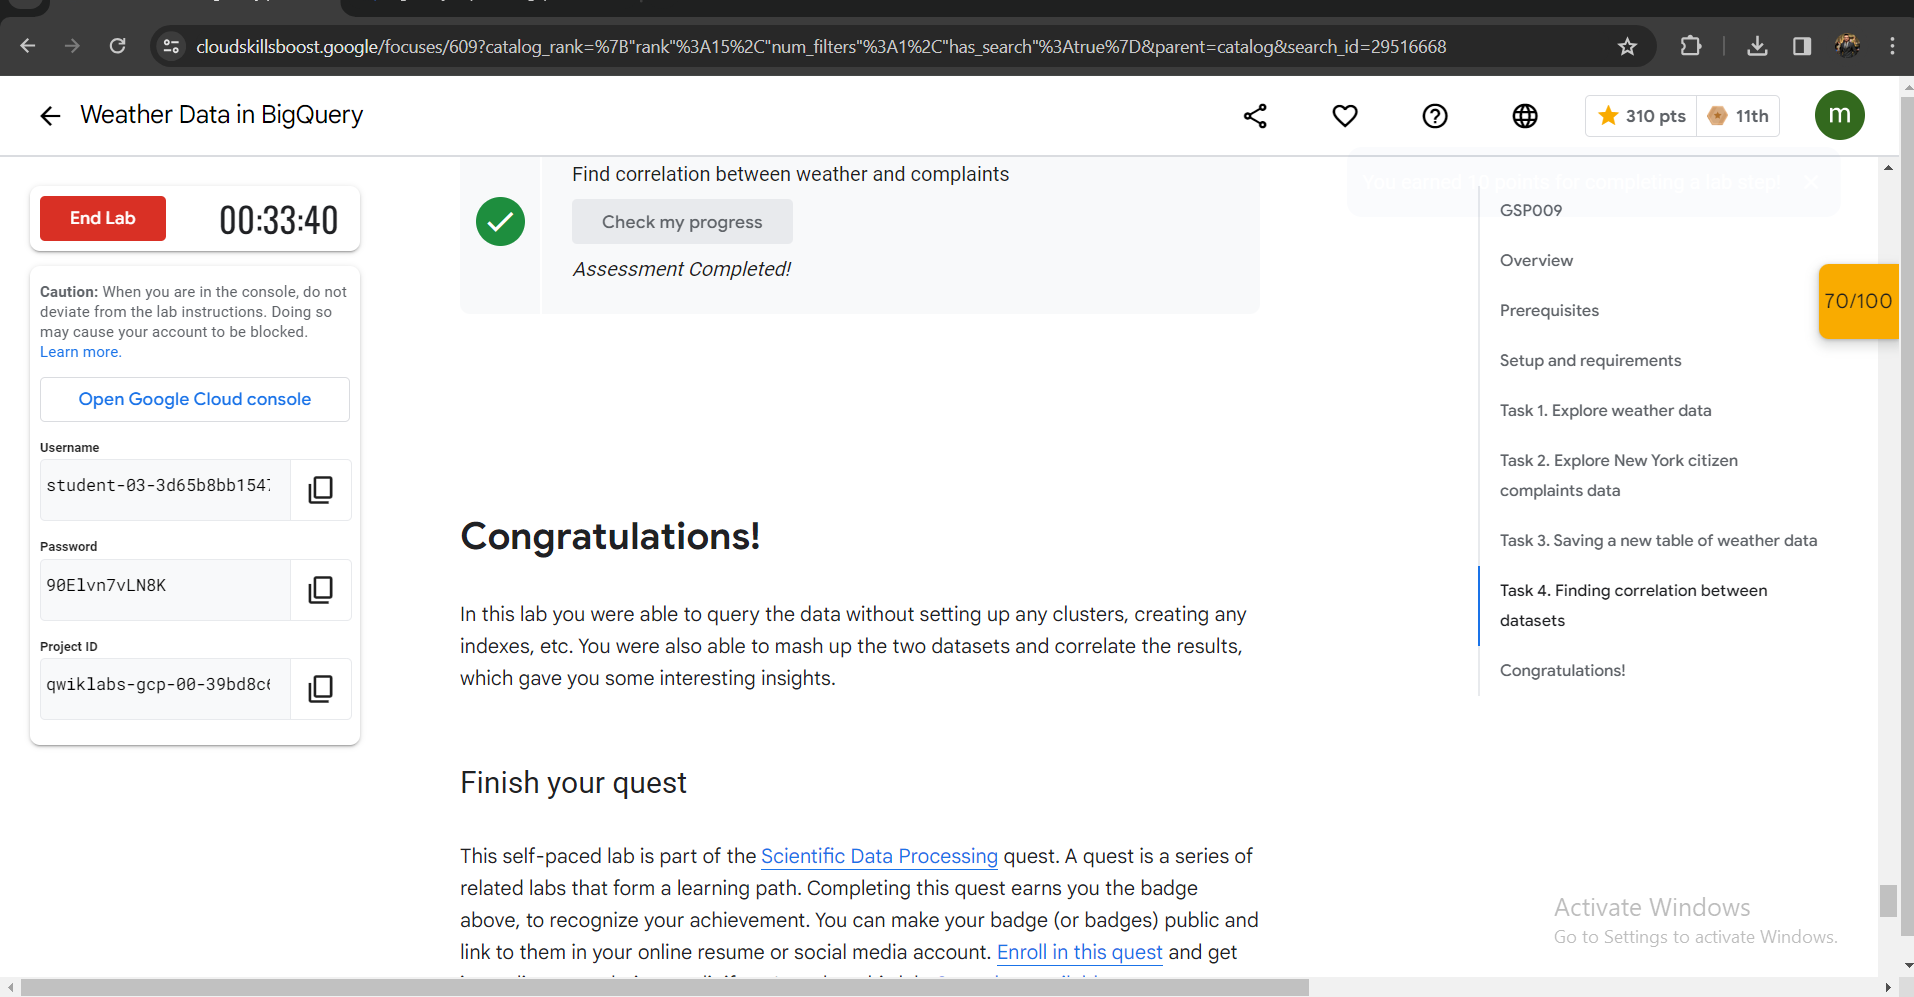 cloudskillsboost.google/focuses/609?catalog_rank=%7B"rank"%3A15%2C"num_filters"%3A1%2C"has_search"%3Atrue%7D&parent=catalog&search_id=29516668
Weather Data in BigQuery
310 pts
11th
m
End Lab
00:33:40
Caution: When you are in the console, do not
deviate from the lab instructions. Doing so
may cause your account to be blocked.
Learn more.
Open Google Cloud console
Username
student-03-3d65b8bb1547
Password
90Elvn7vLN8K
Project ID
qwiklabs-gcp-00-39bd8c6
Find correlation between weather and complaints
Check my progress
Assessment Completed!
Congratulations!
In this lab you were able to query the data without setting up any clusters, creating any
indexes, etc. You were also able to mash up the two datasets and correlate the results,
which gave you some interesting insights.
Finish your quest
This self-paced lab is part of the Scientific Data Processing quest. A quest is a series of
related labs that form a learning path. Completing this quest earns you the badge
above, to recognize your achievement. You can make your badge (or badges) public and
link to them in your online resume or social media account. Enroll in this quest and get
You earned 10 points for completing a lab step!
GSP009
Overview
Prerequisites
Setup and requirements
Task 1. Explore weather data
Task 2. Explore New York citizen
complaints data
Task 3. Saving a new table of weather data
Task 4. Finding correlation between
datasets
Congratulations!
70/100
Activate Windows
Go to Settings to activate Windows.